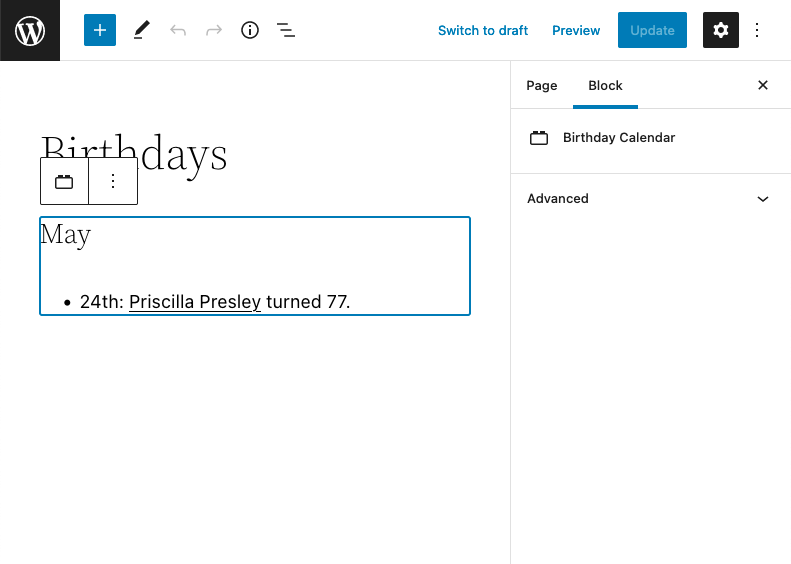 Switch to draft Preview Update
Page Block
Birthday Calendar
Advanced
Birthdays
May
• 24th: Priscilla Presley turned 77.